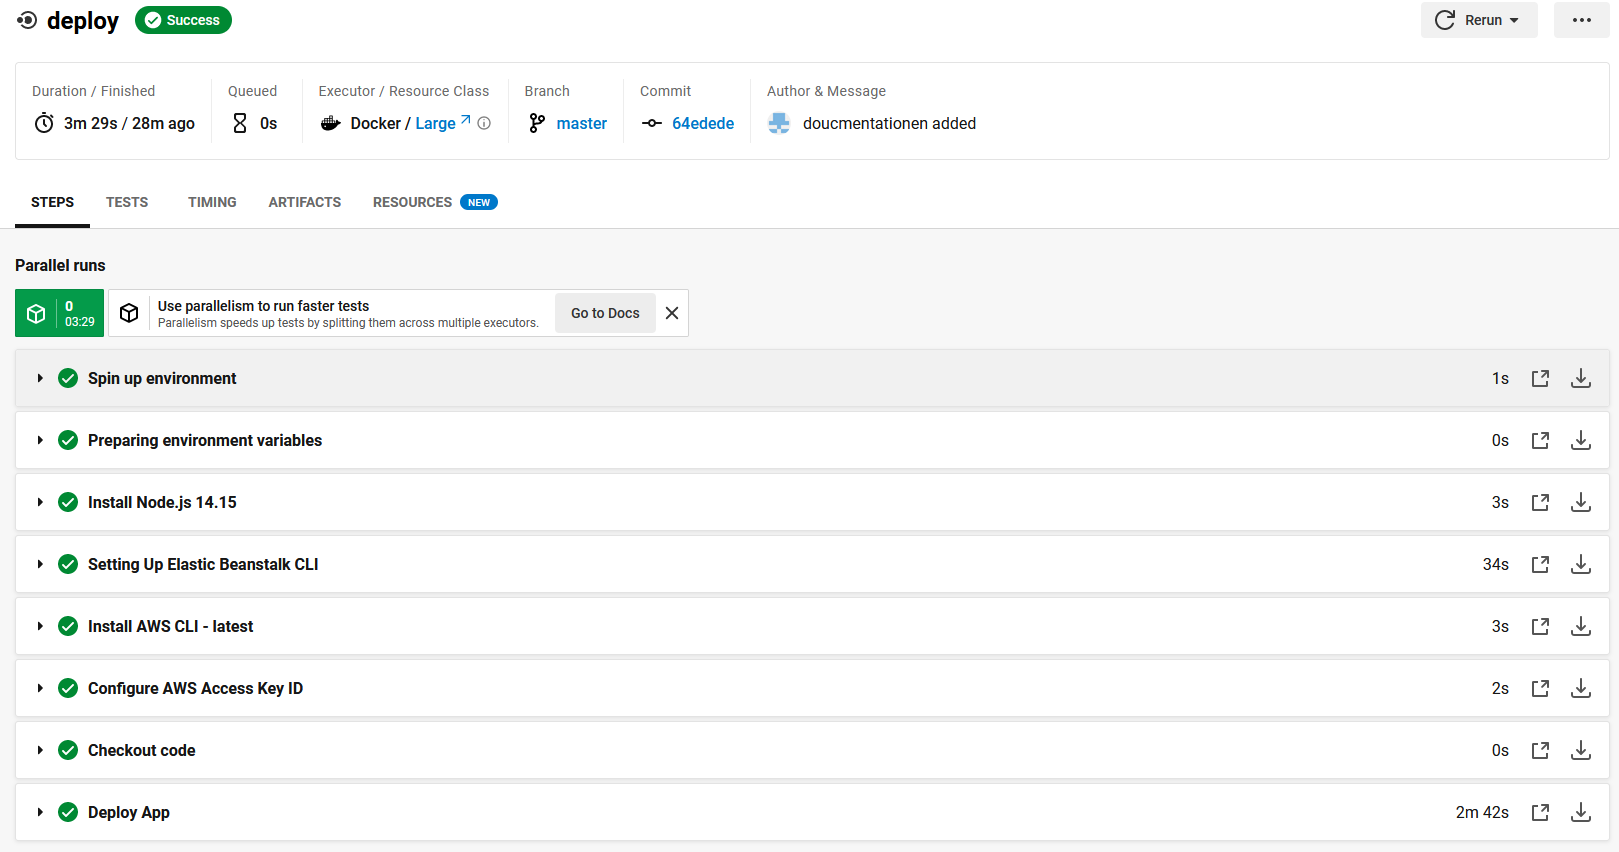 deploy Success Rerun
Duration / Finished Queued Executor / Resource Class Branch Commit Author & Message
3m 29s / 28m ago 0s Docker / Large master 64edede doucmentationen added
STEPS TESTS TIMING ARTIFACTS RESOURCES NEW
Parallel runs
0
03:29
Use parallelism to run faster tests
Parallelism speeds up tests by splitting them across multiple executors.
Go to Docs
Spin up environment 1s
Preparing environment variables 0s
Install Node.js 14.15 3s
Setting Up Elastic Beanstalk CLI 34s
Install AWS CLI - latest 3s
Configure AWS Access Key ID 2s
Checkout code 0s
Deploy App 2m 42s